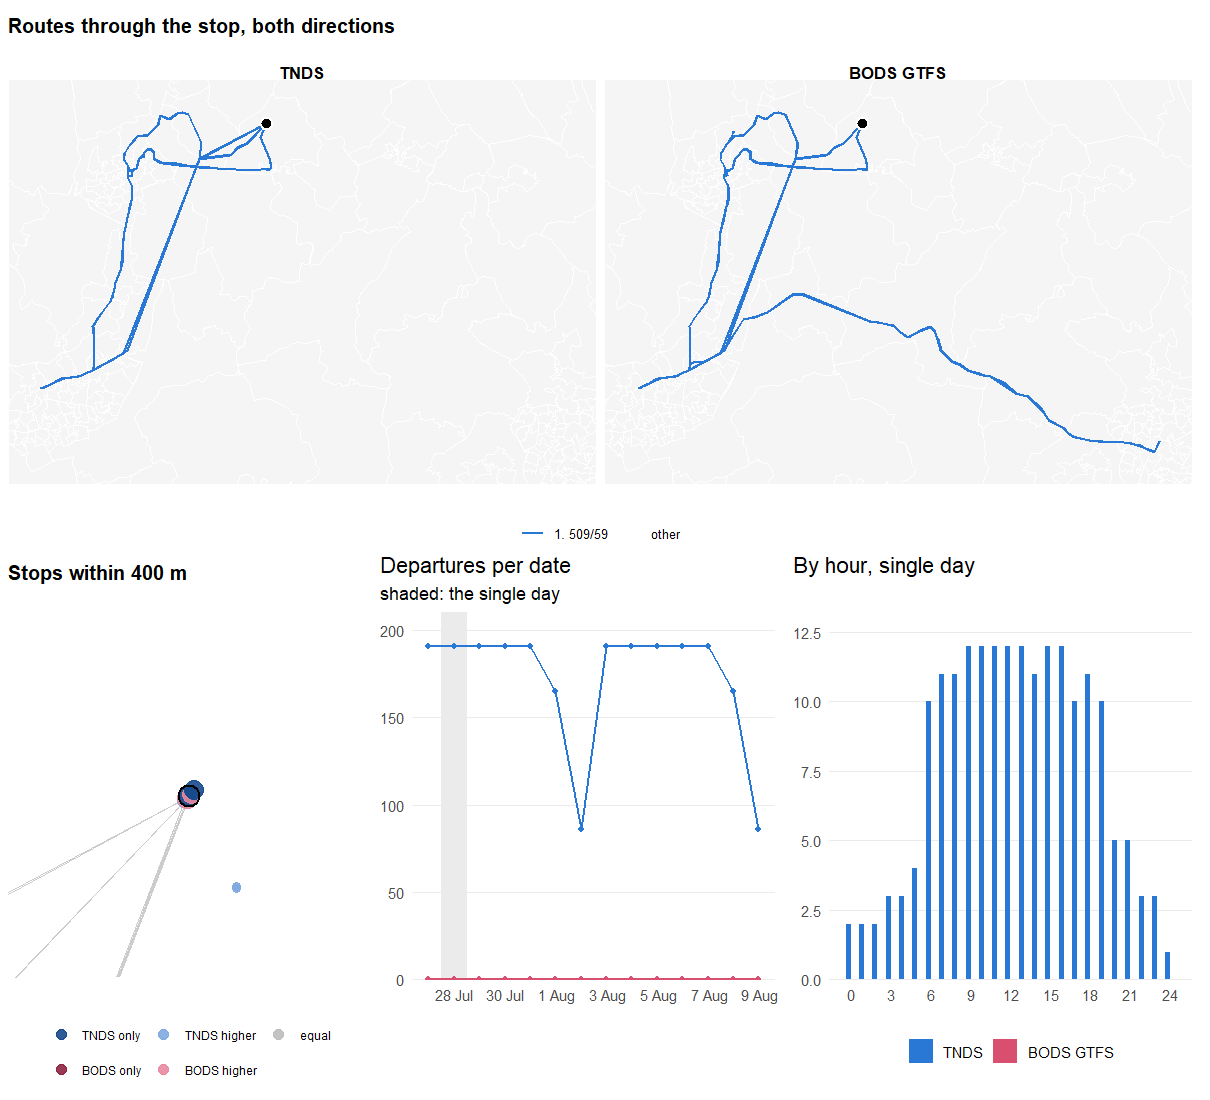 Routes through the stop, both directions
TNDS
BODS GTFS
1. 509/59
other
Stops within 400 m
Departures per date
shaded: the single day
By hour, single day
200
150
100
50
0
28 Jul
30 Jul
1 Aug
3 Aug
5 Aug
7 Aug
9 Aug
12.5
10.0
7.5
5.0
2.5
0.0
0
3
6
9
12
15
18
21
24
TNDS only
TNDS higher
equal
BODS only
BODS higher
TNDS
BODS GTFS